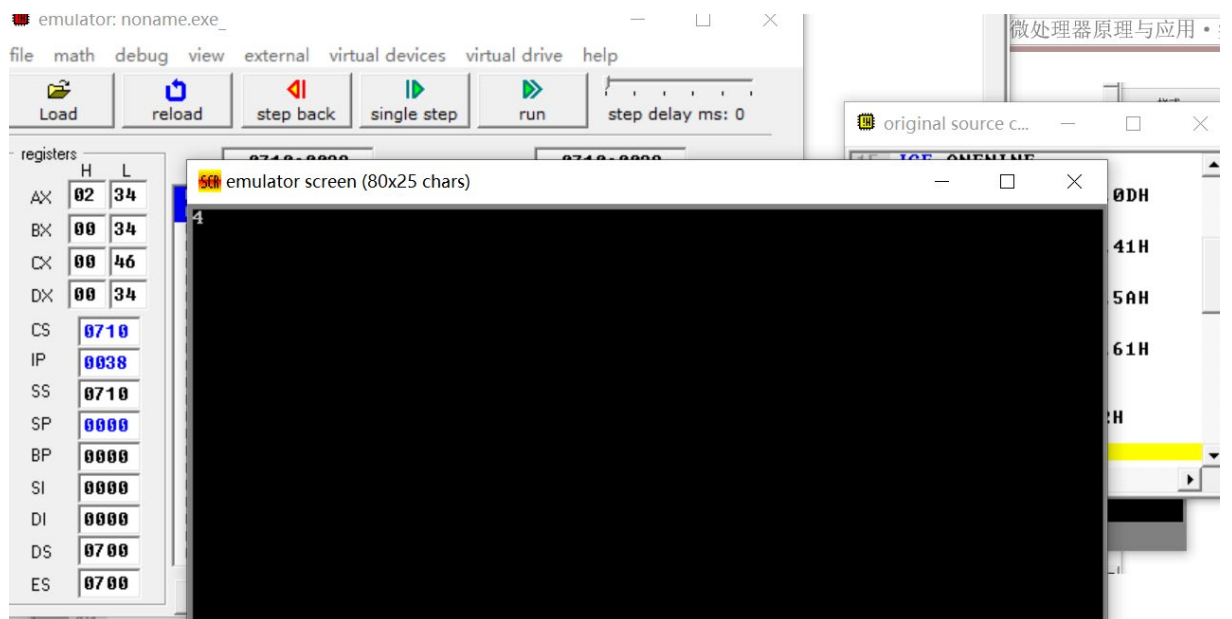 emulator: noname.exe_
微处理器原理与应用 •
file math debug view external virtual devices virtual drive help
Load reload step back single step run step delay ms: 0
original source c...
registers
H L
emulator screen (80x25 chars)
AX 02 34
0DH
4
BX 00 34
41H
CX 00 46
DX 00 34
5AH
CS 0710
61H
IP 0038
SS 0710
SP 0000
BP 0000
SI 0000
DI 0000
DS 0700
ES 0700